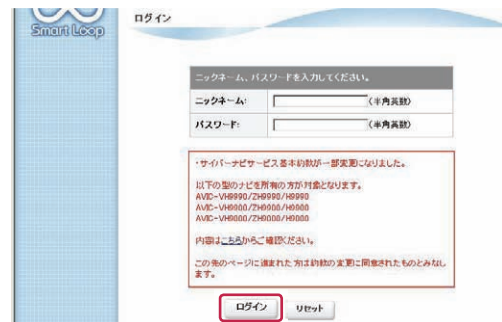 Smart Loop
ログイン
ニックネーム、パスワードを入力してください。
ニックネーム: (半角英数)
パスワード: (半角英数)
・サイバーナビサービス基本約款が一部変更になりました。
以下の型のナビを所有の方が対象となります。
AVIC-VH9990/ZH9990/H9990
AVIC-VH9900/ZH9900/H9900
AVIC-VH9000/ZH9000/H9000
内容はこちらからご確認ください。
この先のページに進まれた方は約款の変更に同意されたものとみなし
ます。
ログイン リセット